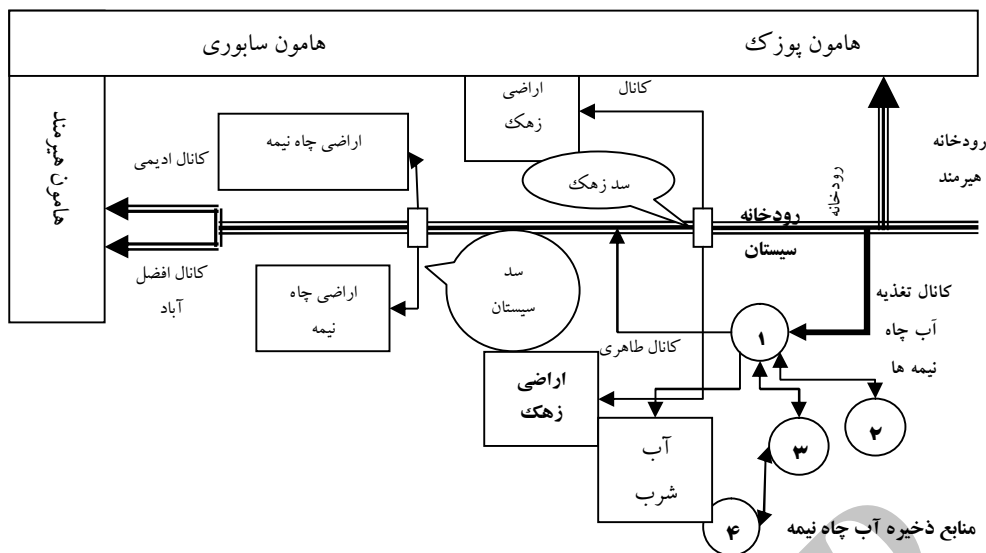 هامون پوزک
هامون سابوری
هامون هیرمند
رودخانه
هیرمند
رودخانه
کانال
اراضی
زهک
سد زهک
اراضی چاه نیمه
کانال ادیمی
رودخانه
سیستان
کانال افضل
آباد
اراضی چاه
نیمه
سد
سیستان
کانال تغذیه
آب چاه
نیمه ها
کانال طاهری
۱
اراضی
زهک
آب
شرب
۲
۳
۴
منابع ذخیره آب چاه نیمه